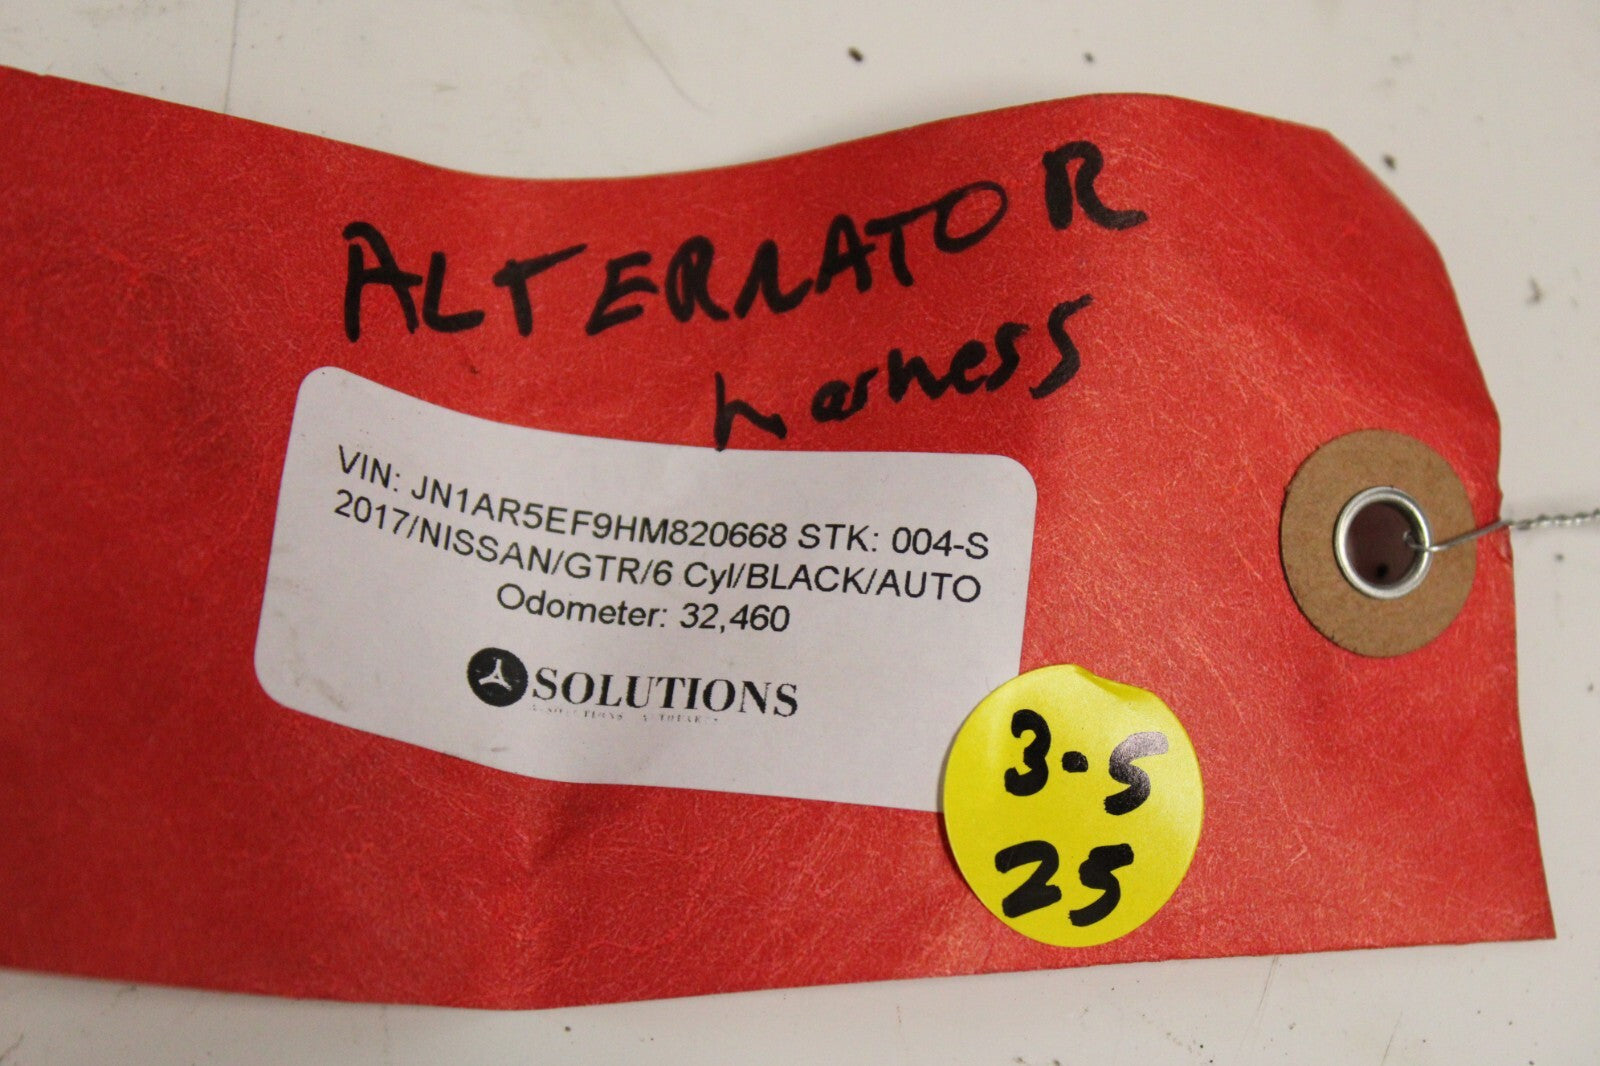 ALTERNATOR
harness
VIN: JN1AR5EF9HM820668 STK: 004-S
2017/NISSAN/GTR/6 Cyl/BLACK/AUTO
Odometer: 32,460
SOLUTIONS
3-5
25